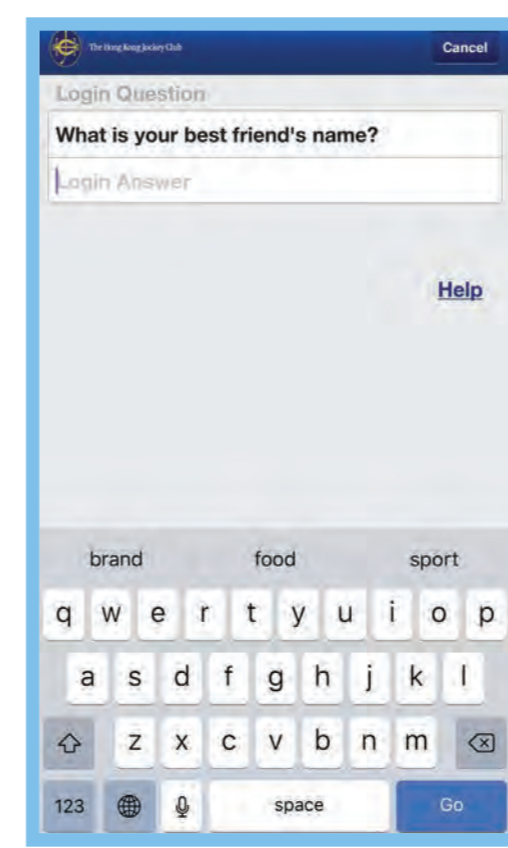 The Hong Kong Jockey Club
Cancel
Login Question
What is your best friend's name?
Login Answer
Help
brand food sport
q w e r t y u i o p
a s d f g h j k l
z x c v b n m
123 space Go